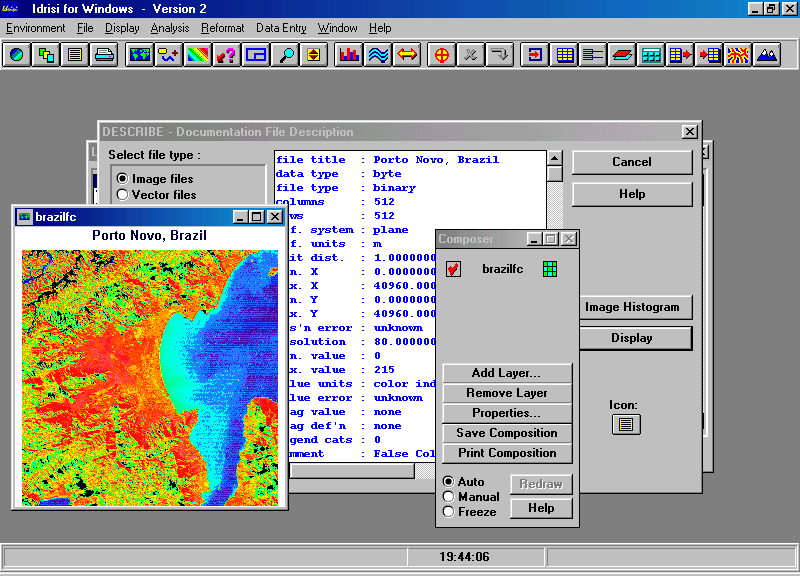 Idrisi
Idrisi for Windows - Version 2
Environment File Display Analysis Reformat Data Entry Window Help
DESCRIBE - Documentation File Description
Select file type :
Image files
Vector files
file title : Porto Novo, Brazil
data type : byte
file type : binary
columns : 512
ows : 512
f. system : plane
f. units : m
it dist. : 1.0000000
n. X : 0.0000000
x. X : 40960.000
n. Y : 0.0000000
x. Y : 40960.000
s'n error : unknown
solution : 80.000000
n. value : 0
x. value : 215
lue units : color ind
lue error : unknown
ag value : none
ag def'n : none
gend cats : 0
mment : False Col
Cancel
Help
Image Histogram
Display
Icon:
brazilfc
Porto Novo, Brazil
Composer
brazilfc
Add Layer...
Remove Layer
Properties...
Save Composition
Print Composition
Auto
Manual
Freeze
Redraw
Help
19:44:06